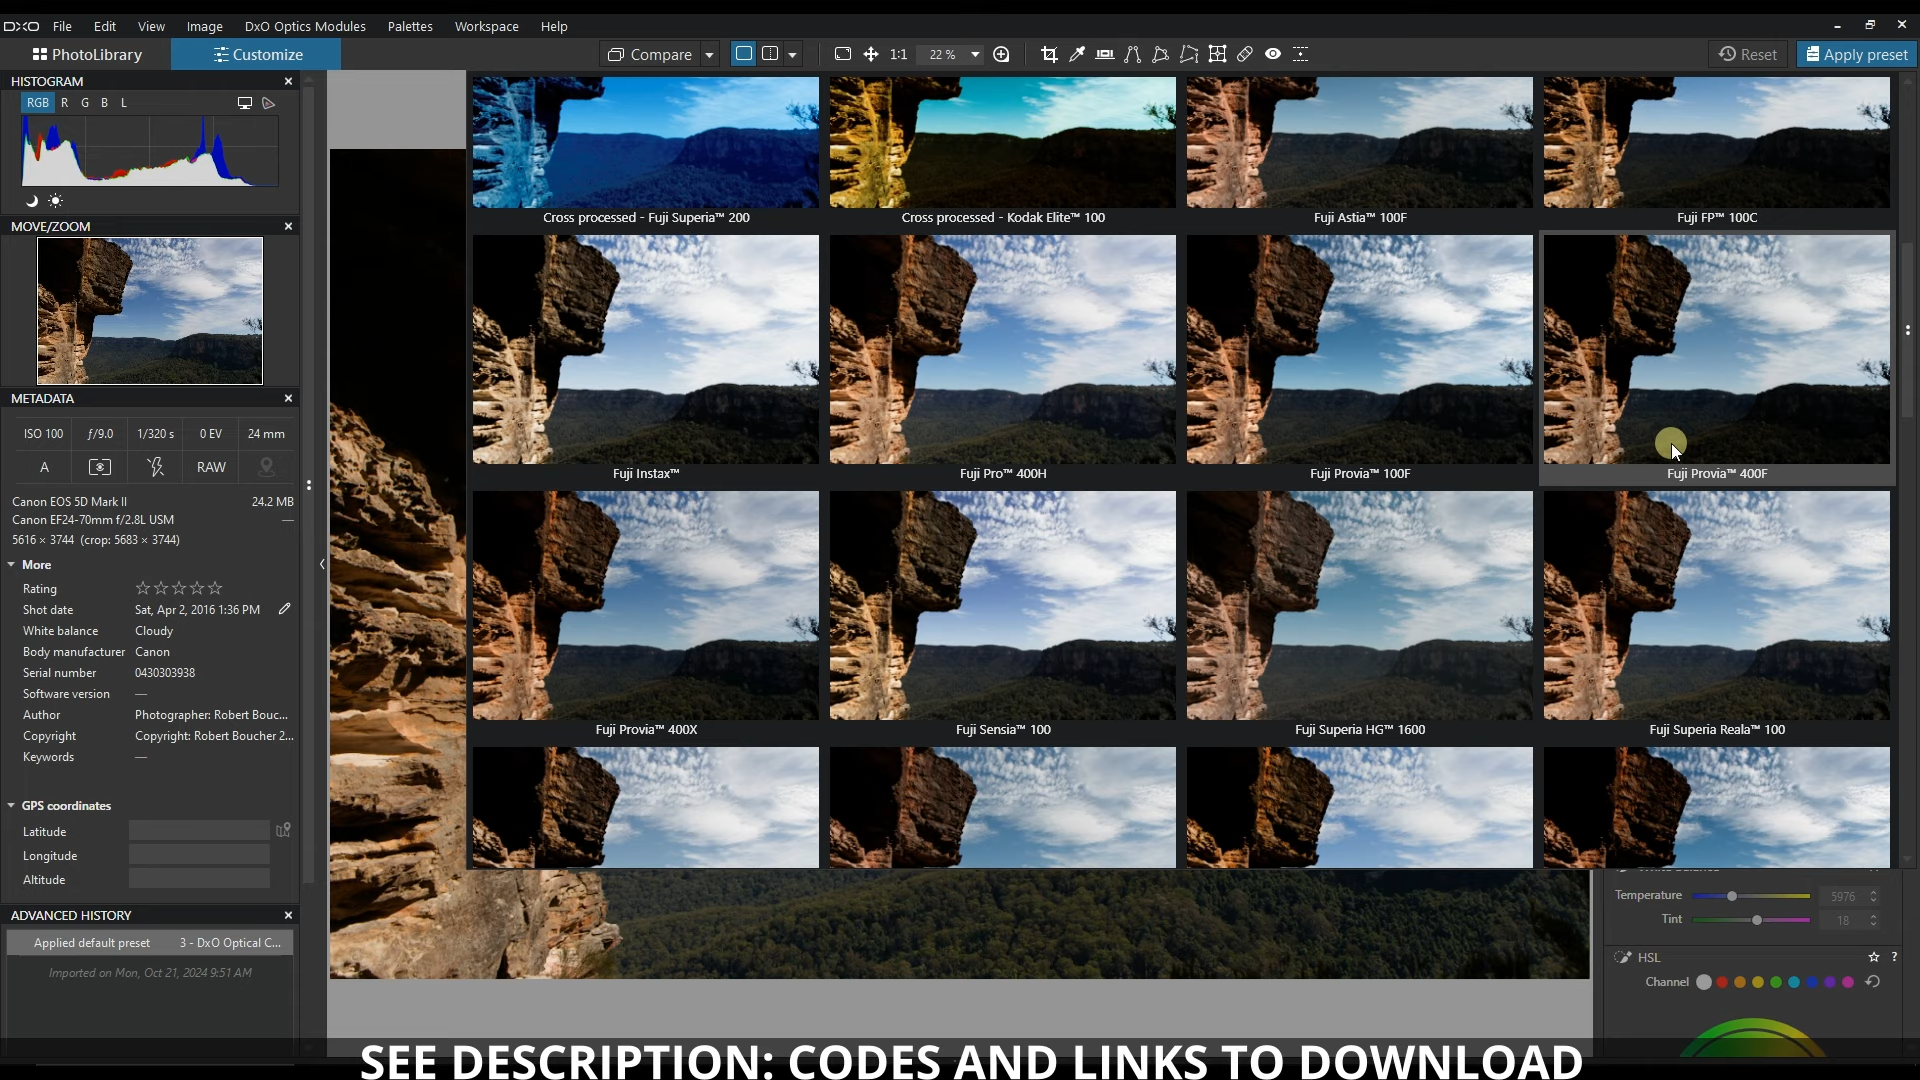 DXO File Edit View Image DxO Optics Modules Palettes Workspace Help
PhotoLibrary Customize Compare 1:1 22 % Reset Apply preset
HISTOGRAM
RGB R G B L
MOVE/ZOOM
METADATA
ISO 100 ƒ/9.0 1/320 s 0 EV 24 mm
A RAW
Canon EOS 5D Mark II 24.2 MB
Canon EF24-70mm f/2.8L USM —
5616 × 3744 (crop: 5683 × 3744)
More
Rating
Shot date Sat, Apr 2, 2016 1:36 PM
White balance Cloudy
Body manufacturer Canon
Serial number 0430303938
Software version —
Author Photographer: Robert Bouc...
Copyright Copyright: Robert Boucher 2...
Keywords —
GPS coordinates
Latitude
Longitude
Altitude
ADVANCED HISTORY
Applied default preset 3 - DxO Optical C...
Imported on Mon, Oct 21, 2024 9:51 AM
Cross processed - Fuji Superia™ 200 Cross processed - Kodak Elite™ 100 Fuji Astia™ 100F Fuji FP™ 100C
Fuji Instax™ Fuji Pro™ 400H Fuji Provia™ 100F Fuji Provia™ 400F
Fuji Provia™ 400X Fuji Sensia™ 100 Fuji Superia HG™ 1600 Fuji Superia Reala™ 100
Temperature 5976
Tint 18
HSL ?
Channel
SEE DESCRIPTION: CODES AND LINKS TO DOWNLOAD